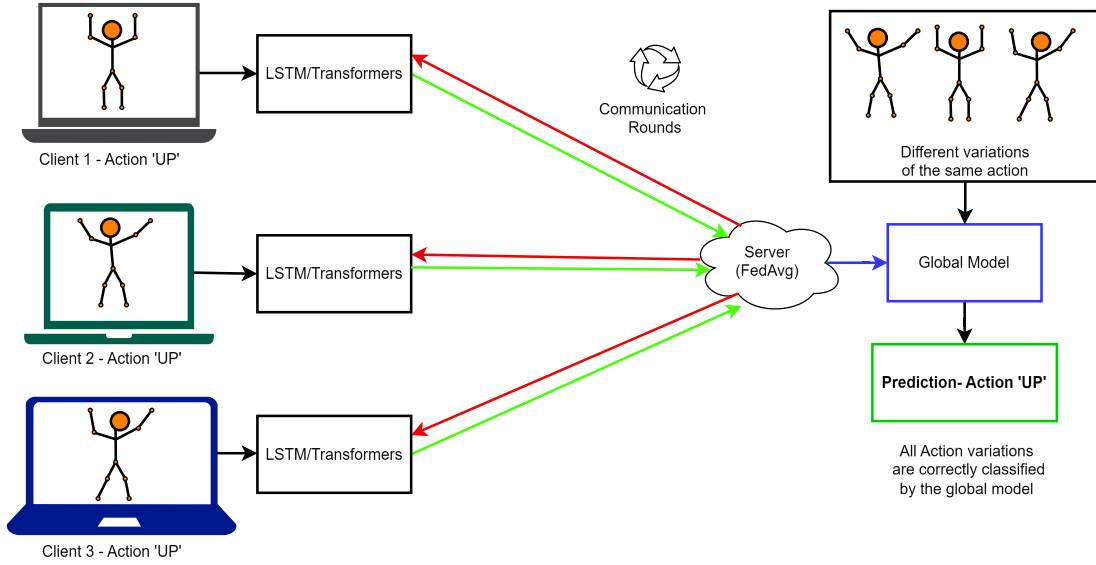 Client 1 - Action 'UP'
LSTM/Transformers
Client 2 - Action 'UP'
LSTM/Transformers
Client 3 - Action 'UP'
LSTM/Transformers
Communication
Rounds
Server
(FedAvg)
Different variations
of the same action
Global Model
Prediction- Action 'UP'
All Action variations
are correctly classified
by the global model